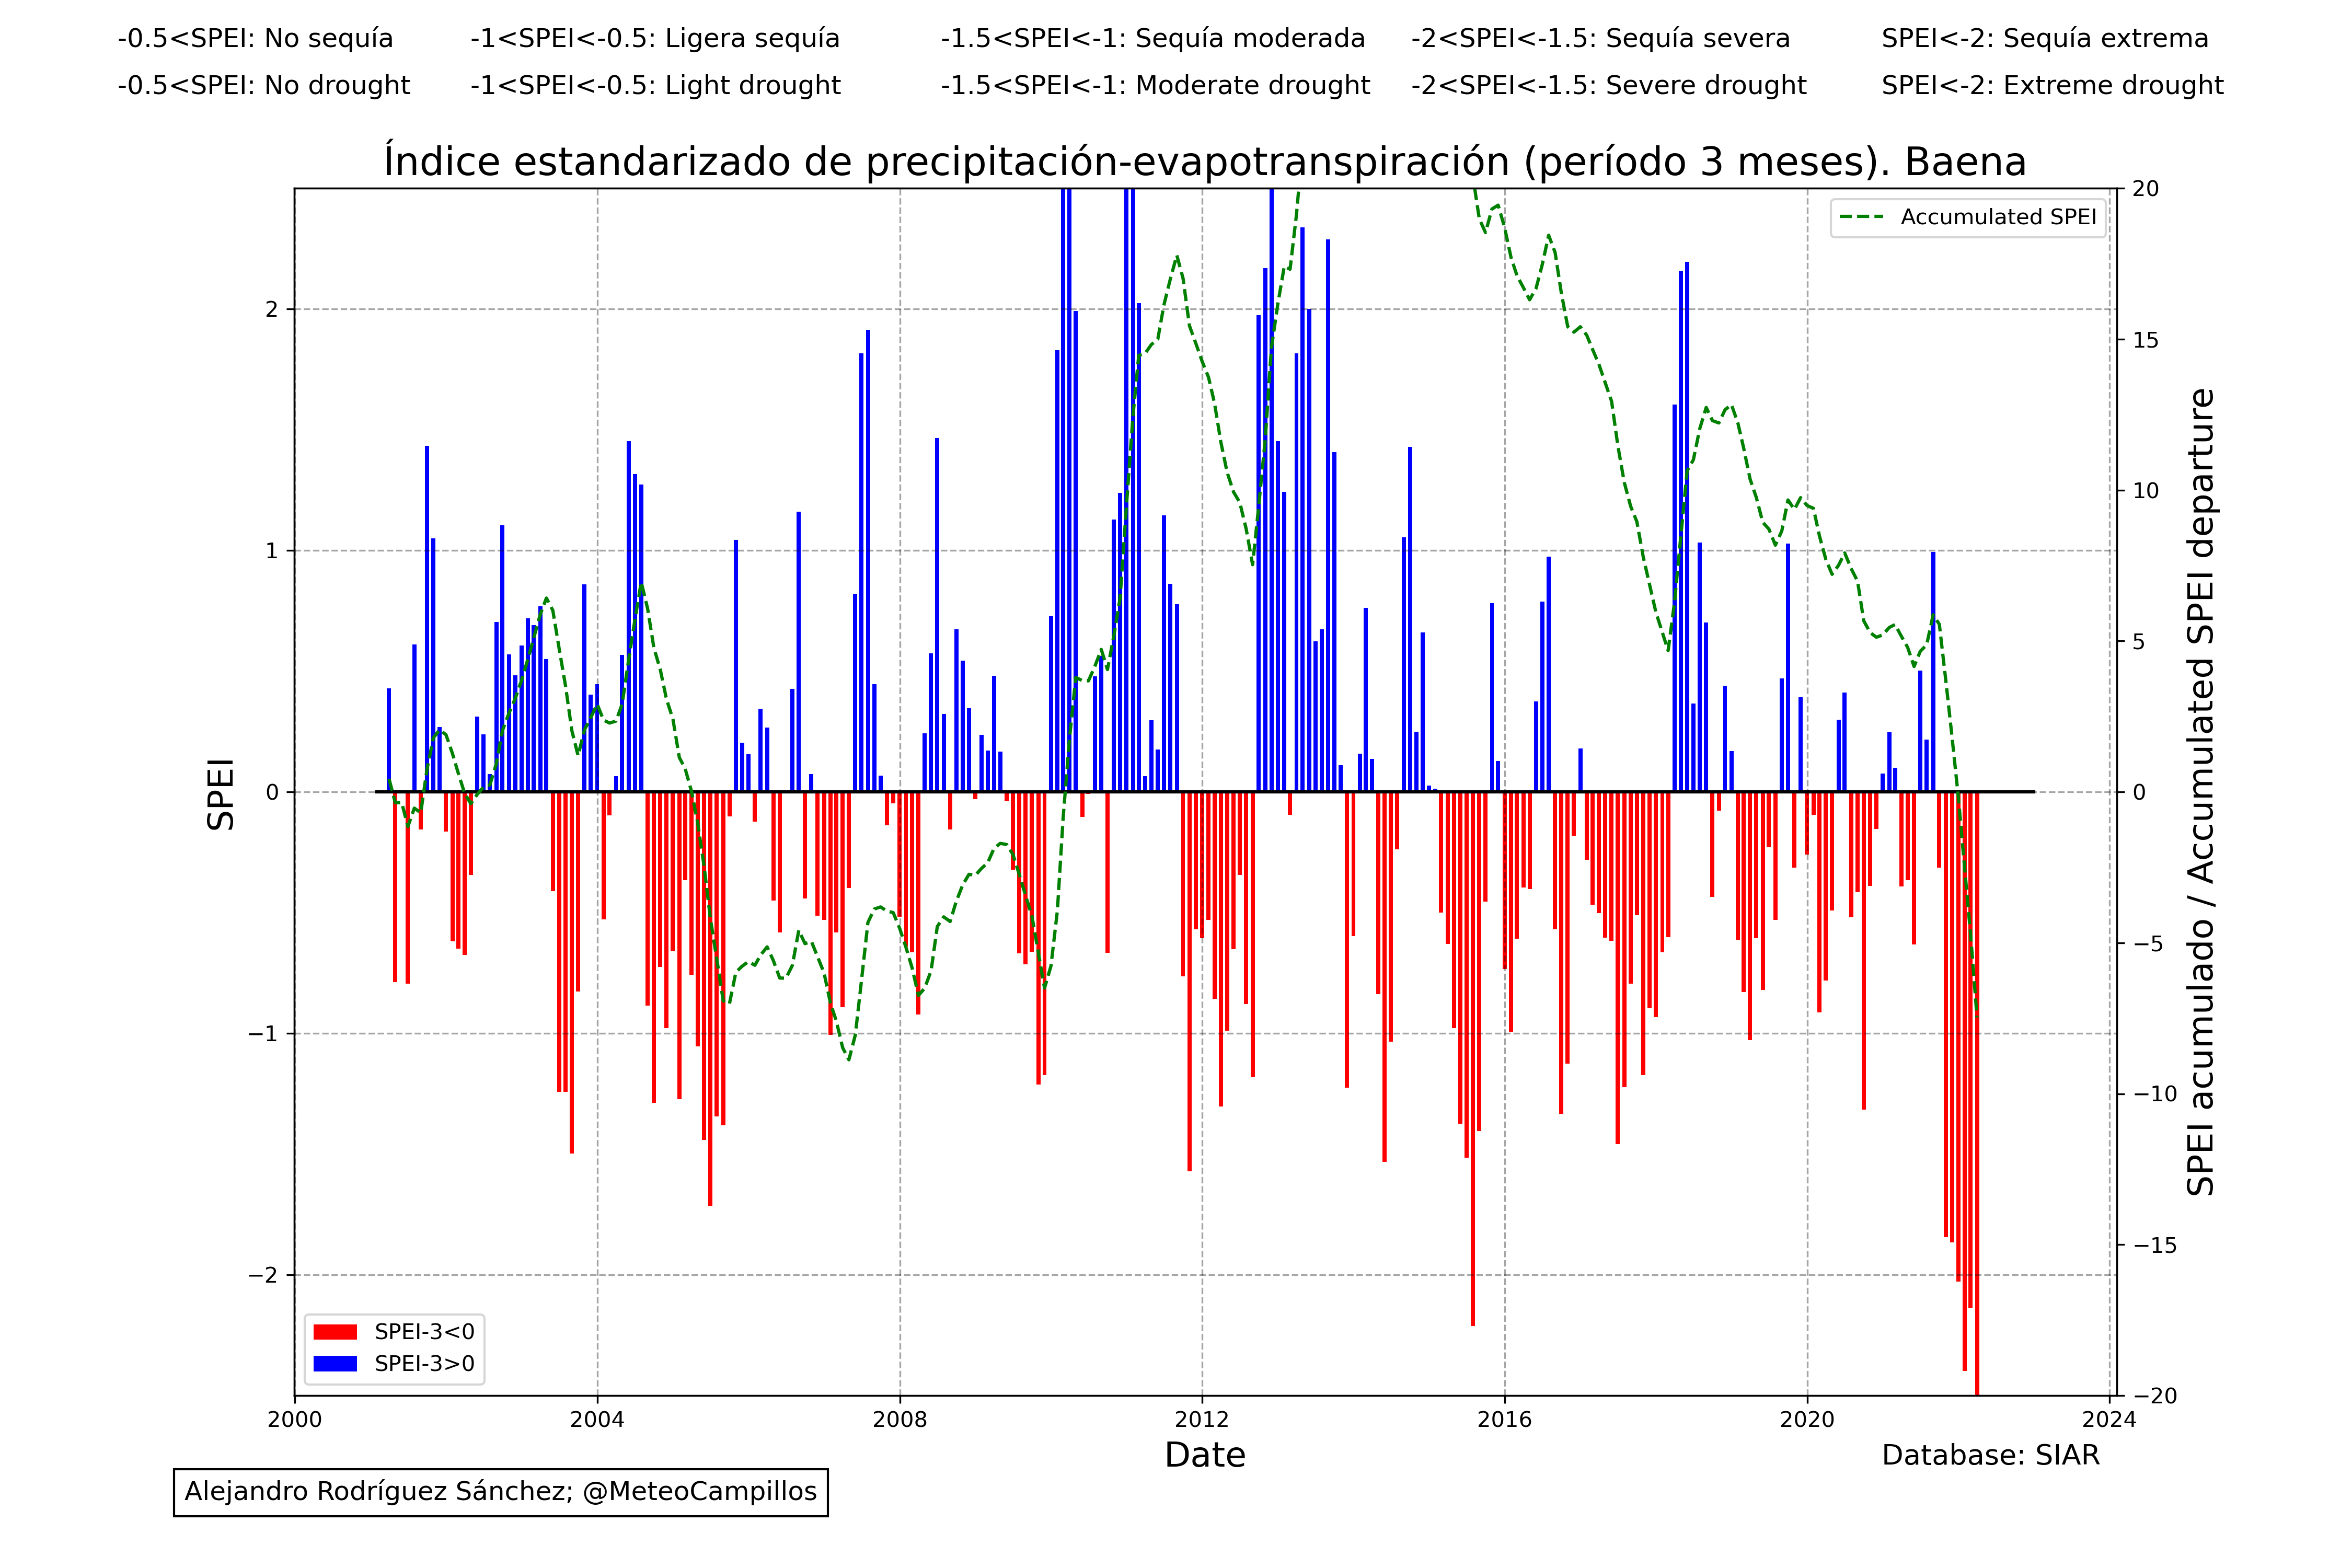 -0.5<SPEI: No sequía -1<SPEI<-0.5: Ligera sequía -1.5<SPEI<-1: Sequía moderada -2<SPEI<-1.5: Sequía severa SPEI<-2: Sequía extrema
-0.5<SPEI: No drought -1<SPEI<-0.5: Light drought -1.5<SPEI<-1: Moderate drought -2<SPEI<-1.5: Severe drought SPEI<-2: Extreme drought
Índice estandarizado de precipitación-evapotranspiración (período 3 meses). Baena
Accumulated SPEI
SPEI
2
1
0
−1
−2
20
15
10
5
0
−5
−10
−15
−20
SPEI acumulado / Accumulated SPEI departure
SPEI-3<0
SPEI-3>0
2000 2004 2008 2012 2016 2020 2024
Date
Database: SIAR
Alejandro Rodríguez Sánchez; @MeteoCampillos